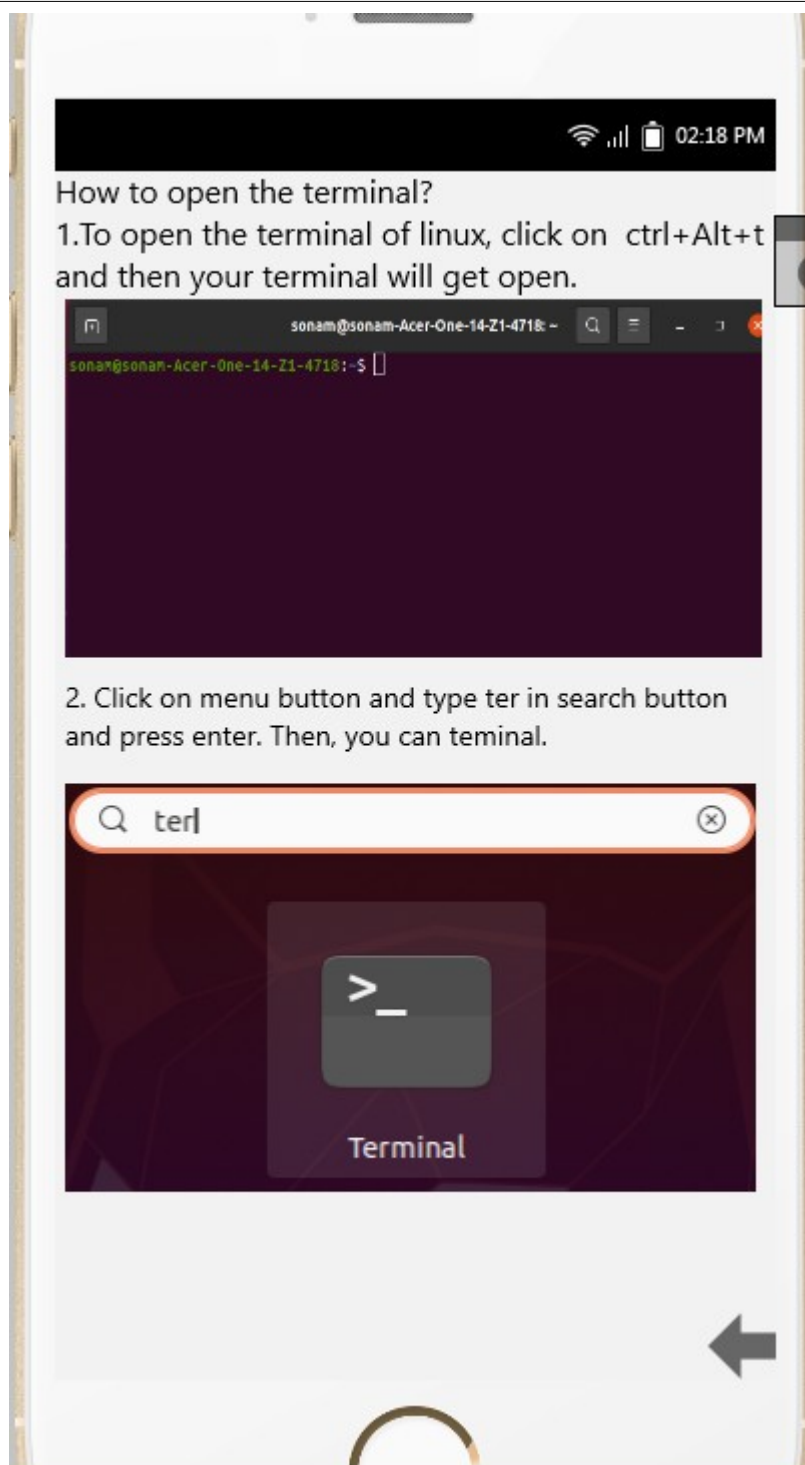 02:18 PM
How to open the terminal?
1.To open the terminal of linux, click on ctrl+Alt+t
and then your terminal will get open.
sonam@sonam-Acer-One-14-Z1-4718: ~
sonam@sonam-Acer-One-14-Z1-4718:~$
2. Click on menu button and type ter in search button
and press enter. Then, you can teminal.
ter
>_
Terminal